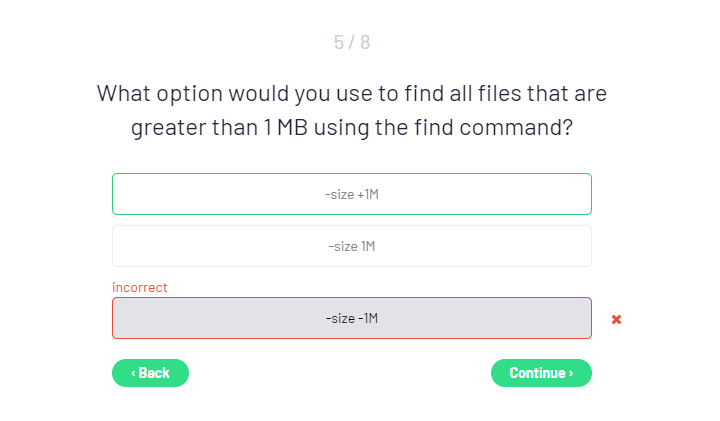 5 / 8
What option would you use to find all files that are
greater than 1 MB using the find command?
-size +1M
-size 1M
incorrect
-size -1M
‹ Back
Continue ›